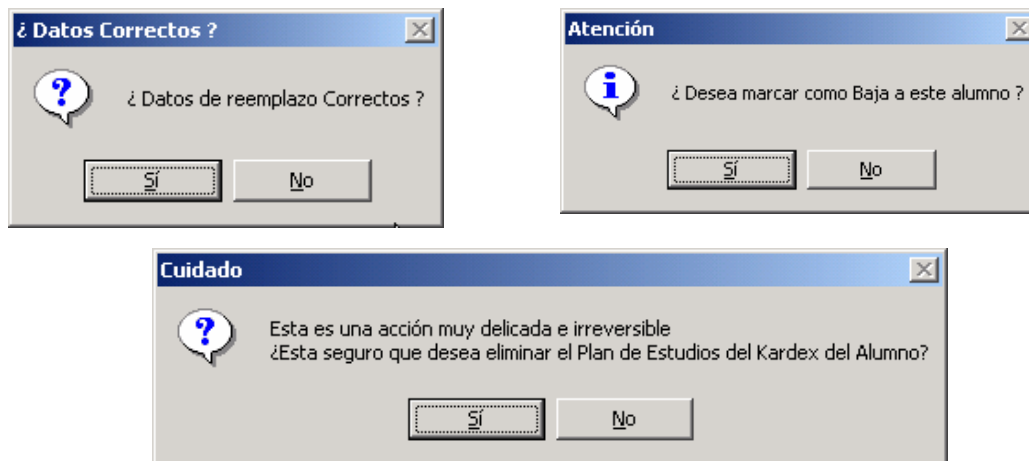 ¿ Datos Correctos ?
¿ Datos de reemplazo Correctos ?
Sí
No
Atención
¿ Desea marcar como Baja a este alumno ?
Sí
No
Cuidado
Esta es una acción muy delicada e irreversible
¿Esta seguro que desea eliminar el Plan de Estudios del Kardex del Alumno?
Sí
No